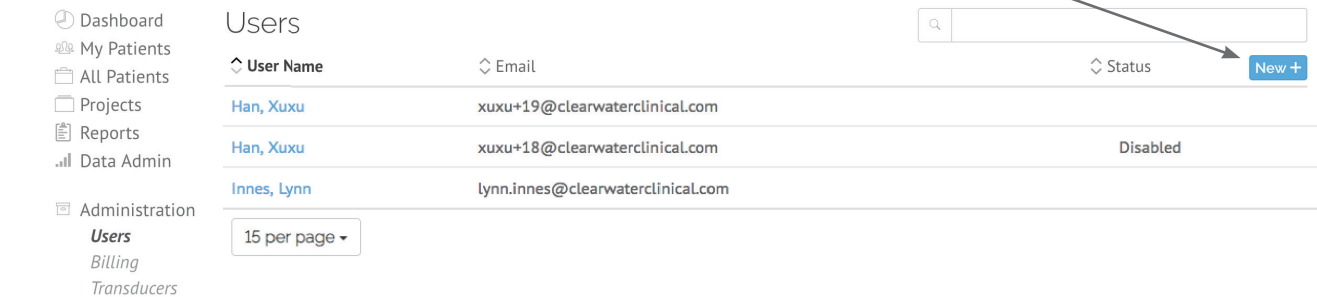 Dashboard
My Patients
All Patients
Projects
Reports
Data Admin
Administration
Users
Billing
Transducers
Users
User Name Email Status New +
Han, Xuxu xuxu+19@clearwaterclinical.com
Han, Xuxu xuxu+18@clearwaterclinical.com Disabled
Innes, Lynn lynn.innes@clearwaterclinical.com
15 per page